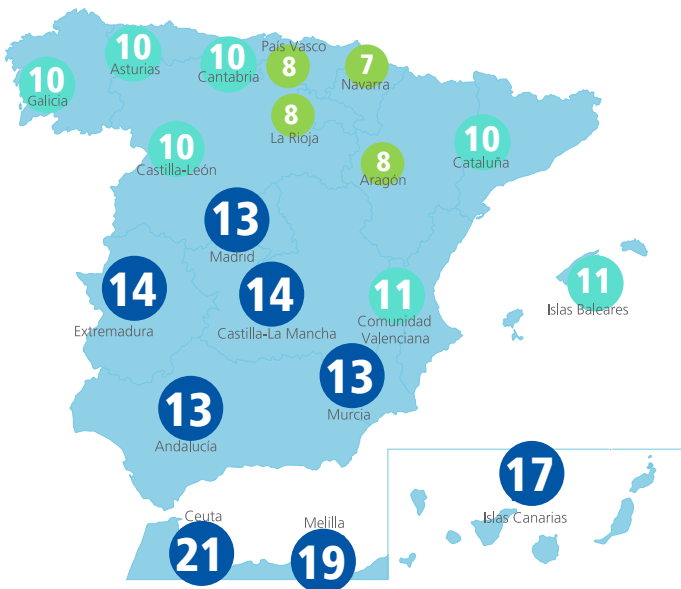 10
Galicia
10
Asturias
10
Cantabria
País Vasco
8
7
Navarra
8
La Rioja
10
Castilla-León
8
Aragón
10
Cataluña
13
Madrid
14
Extremadura
14
Castilla-La Mancha
11
Comunidad
Valenciana
11
Islas Baleares
13
Murcia
13
Andalucía
17
Islas Canarias
Ceuta
21
Melilla
19